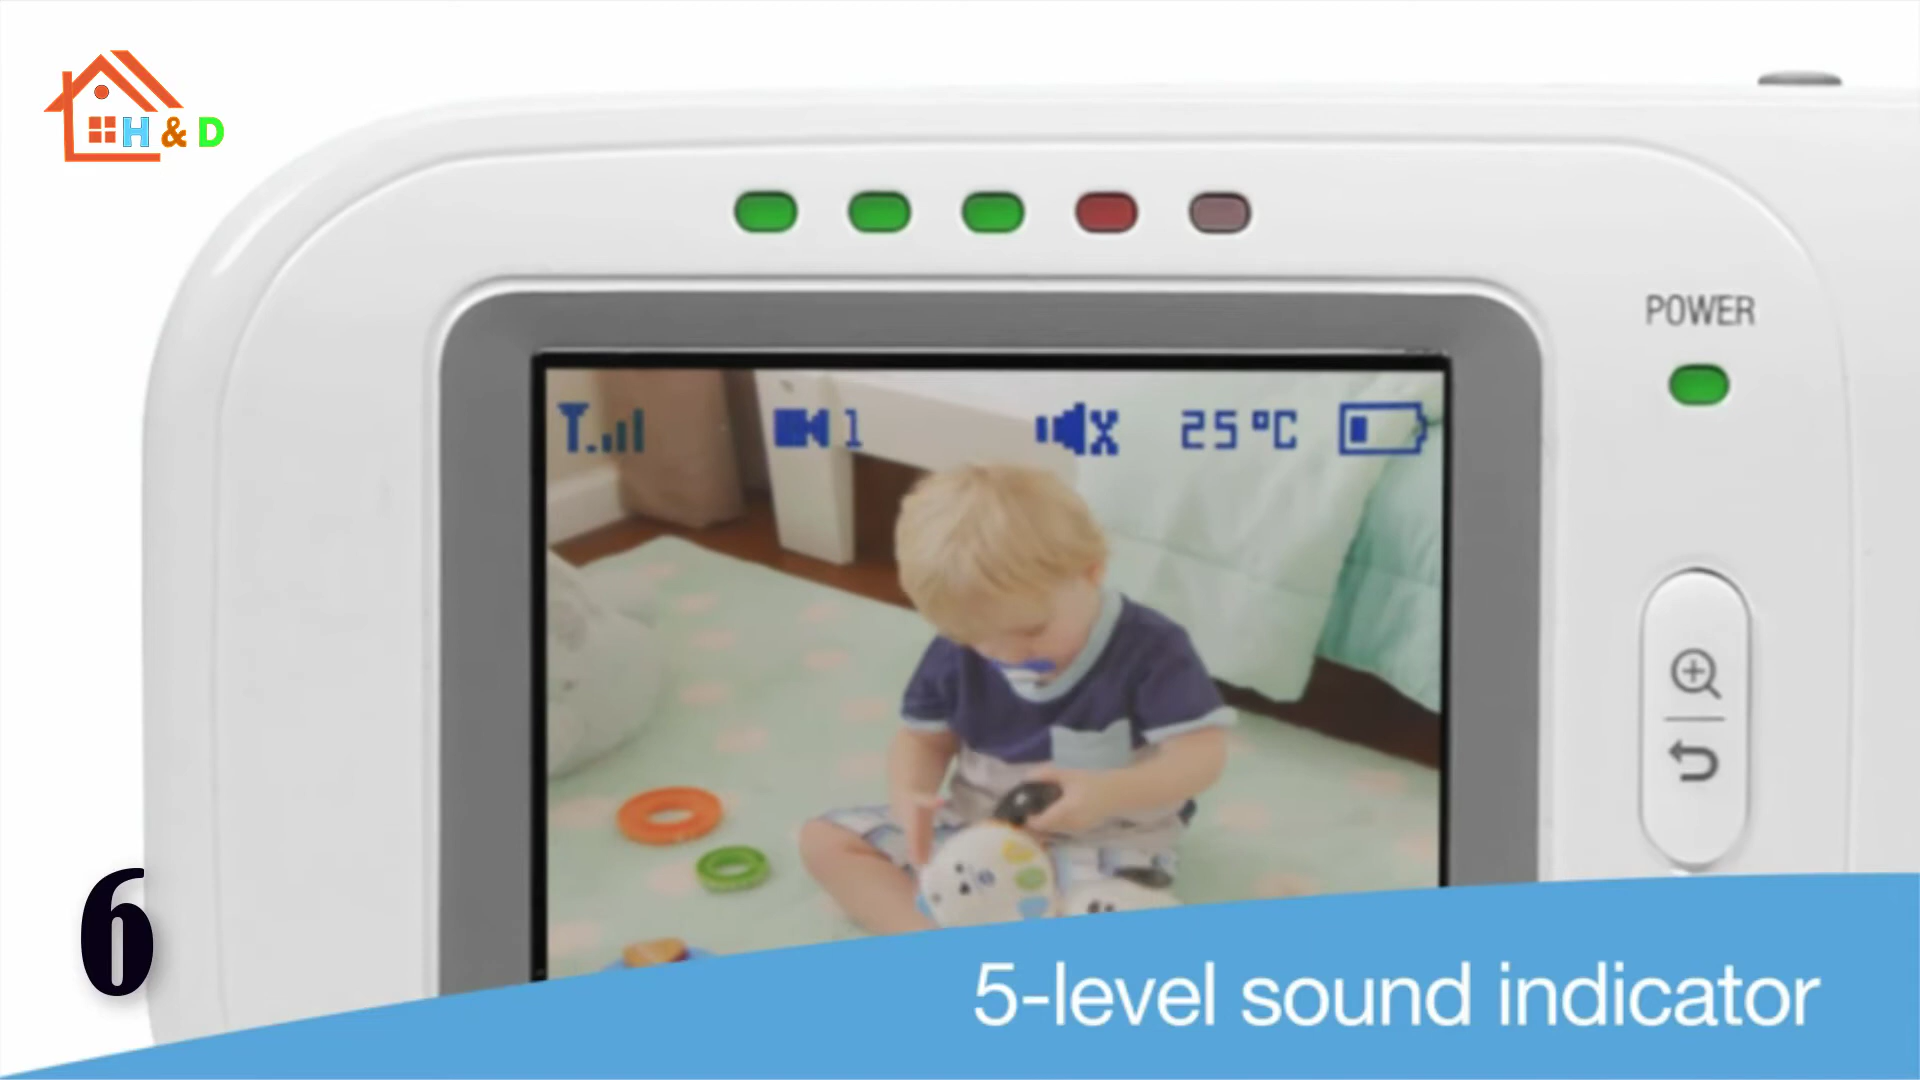 H & D
POWER
1
25°C
6
5-level sound indicator